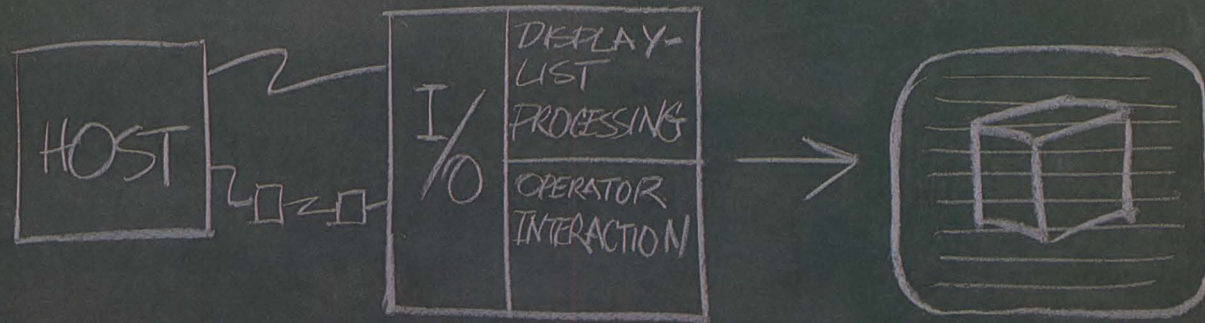 HOST
I/O
DISPLAY-
LIST
PROCESSING
OPERATOR
INTERACTION